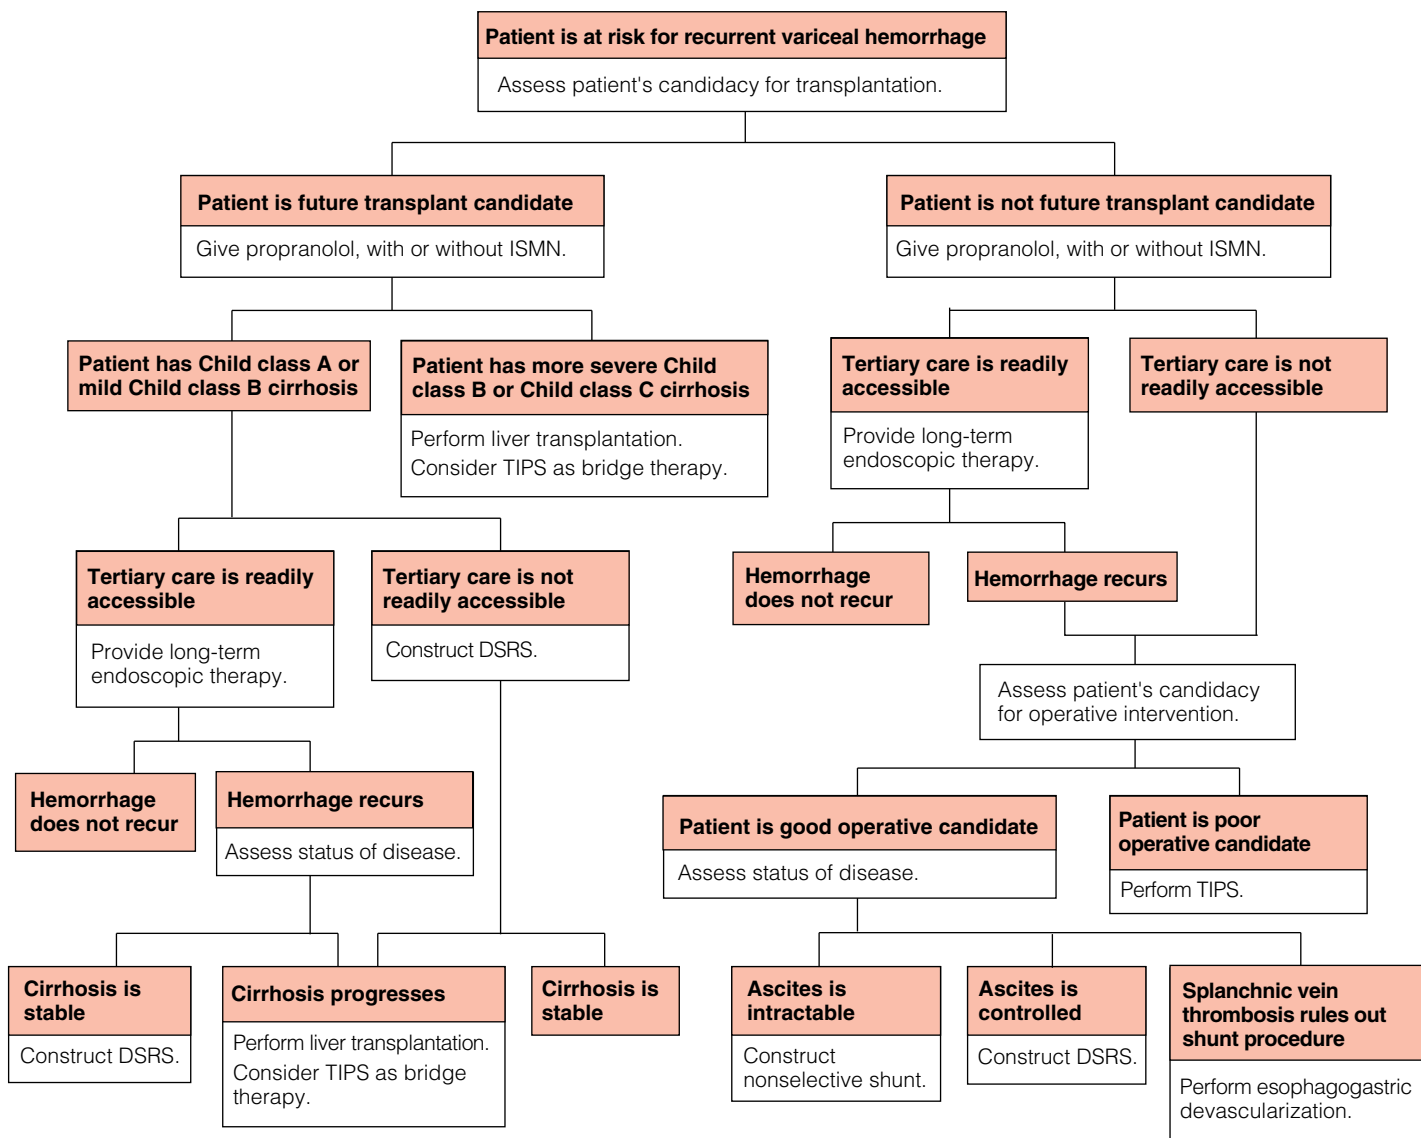 Patient is at risk for recurrent variceal hemorrhage
Assess patient's candidacy for transplantation.
Patient is future transplant candidate
Give propranolol, with or without ISMN.
Patient is not future transplant candidate
Give propranolol, with or without ISMN.
Patient has Child class A or
mild Child class B cirrhosis
Patient has more severe Child
class B or Child class C cirrhosis
Perform liver transplantation.
Consider TIPS as bridge therapy.
Tertiary care is readily
accessible
Provide long-term
endoscopic therapy.
Tertiary care is not
readily accessible
Tertiary care is readily
accessible
Provide long-term
endoscopic therapy.
Tertiary care is not
readily accessible
Construct DSRS.
Hemorrhage
does not recur
Hemorrhage recurs
Assess patient's candidacy
for operative intervention.
Hemorrhage
does not recur
Hemorrhage recurs
Assess status of disease.
Patient is good operative candidate
Assess status of disease.
Patient is poor
operative candidate
Perform TIPS.
Cirrhosis is
stable
Construct DSRS.
Cirrhosis progresses
Perform liver transplantation.
Consider TIPS as bridge
therapy.
Cirrhosis is
stable
Ascites is
intractable
Construct
nonselective shunt.
Ascites is
controlled
Construct DSRS.
Splanchnic vein
thrombosis rules out
shunt procedure
Perform esophagogastric
devascularization.